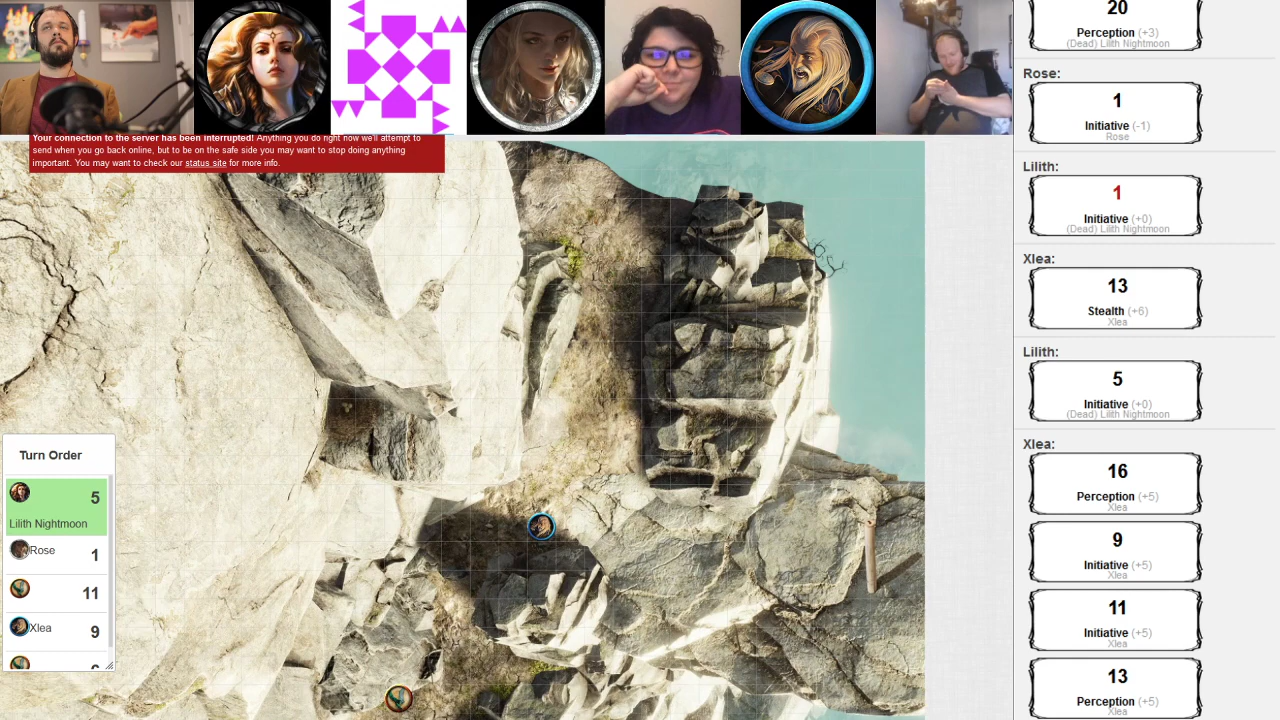 Your connection to the server has been interrupted! Anything you do right now we'll attempt to
send when you go back online, but to be on the safe side you may want to stop doing anything
important. You may want to check our status site for more info.
Turn Order
5
Lilith Nightmoon
Rose
1
11
Xlea
9
20
Perception (+3)
(Dead) Lilith Nightmoon
Rose:
1
Initiative (-1)
Rose
Lilith:
1
Initiative (+0)
(Dead) Lilith Nightmoon
Xlea:
13
Stealth (+6)
Xlea
Lilith:
5
Initiative (+0)
(Dead) Lilith Nightmoon
Xlea:
16
Perception (+5)
Xlea
9
Initiative (+5)
Xlea
11
Initiative (+5)
Xlea
13
Perception (+5)
Xlea